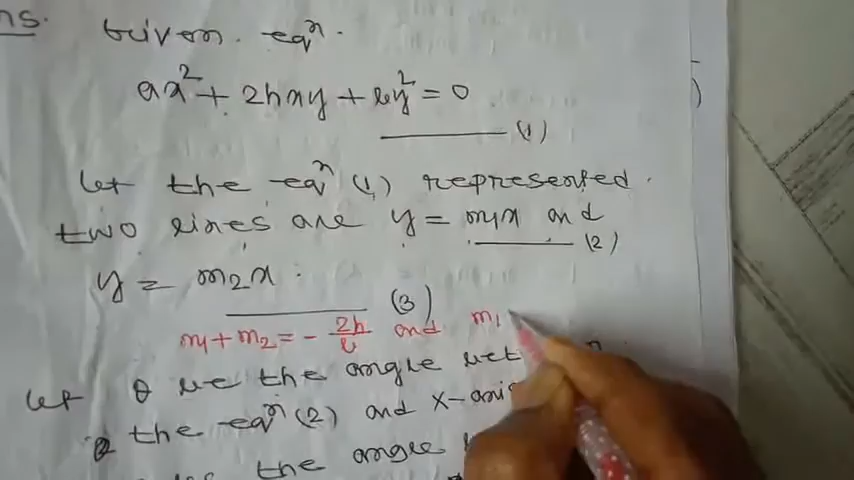 ns.
Given. eqⁿ.
ax² + 2hxy + by² = 0
(1)
Let the eqⁿ (1) represented.
two lines are y = m₁x and
(2)
y = m₂x.
(3)
m₁+m₂ = - 2h/b and m₁
Let θ be the angle bet
the eqⁿ (2) and x-axis
the angle